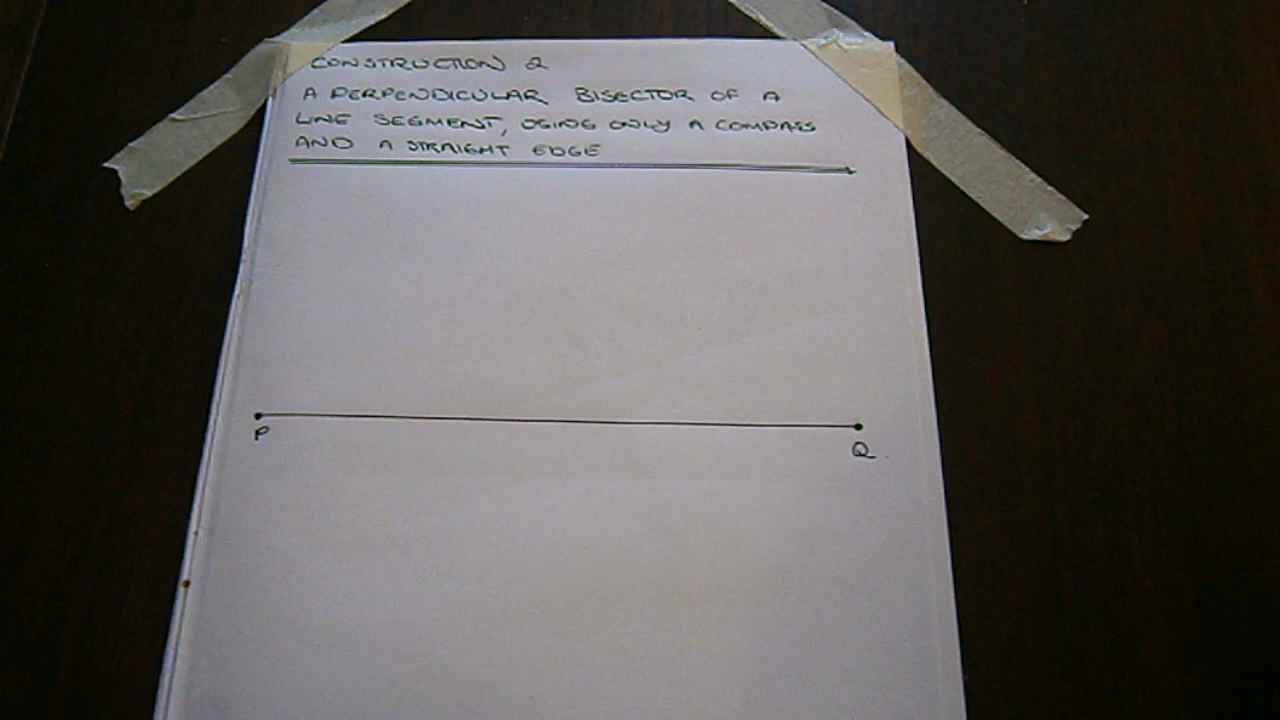 CONSTRUCTION 2
A PERPENDICULAR BISECTOR OF A
LINE SEGMENT, USING ONLY A COMPASS
AND A STRAIGHT EDGE
P
Q